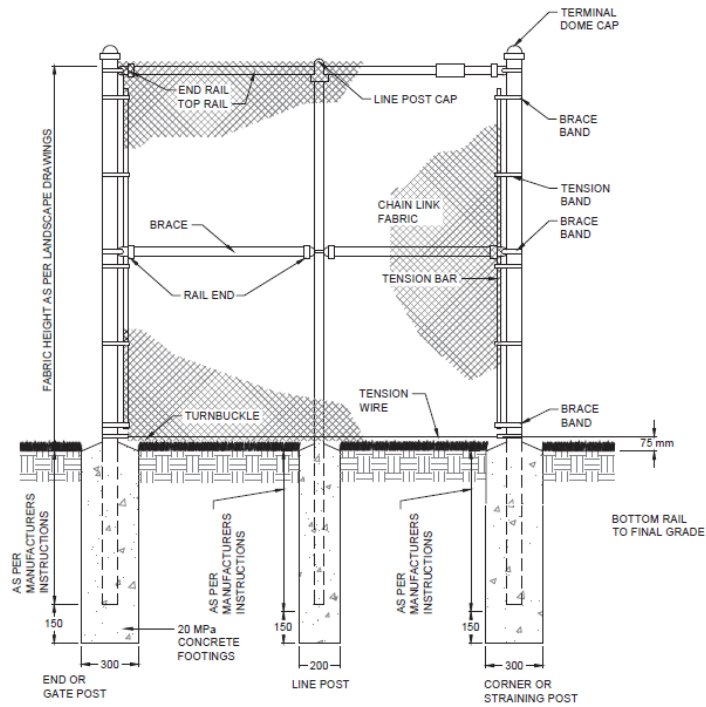 TERMINAL
DOME CAP
END RAIL
TOP RAIL
LINE POST CAP
BRACE
BAND
FABRIC HEIGHT AS PER LANDSCAPE DRAWINGS
CHAIN LINK
FABRIC
TENSION
BAND
BRACE
BRACE
BAND
RAIL END
TENSION BAR
TURNBUCKLE
TENSION
WIRE
BRACE
BAND
75 mm
AS PER
MANUFACTURERS
INSTRUCTIONS
AS PER
MANUFACTURERS
INSTRUCTIONS
AS PER
MANUFACTURERS
INSTRUCTIONS
BOTTOM RAIL
TO FINAL GRADE
150
20 MPa
CONCRETE
FOOTINGS
150
150
300
200
300
END OR
GATE POST
LINE POST
CORNER OR
STRAINING POST